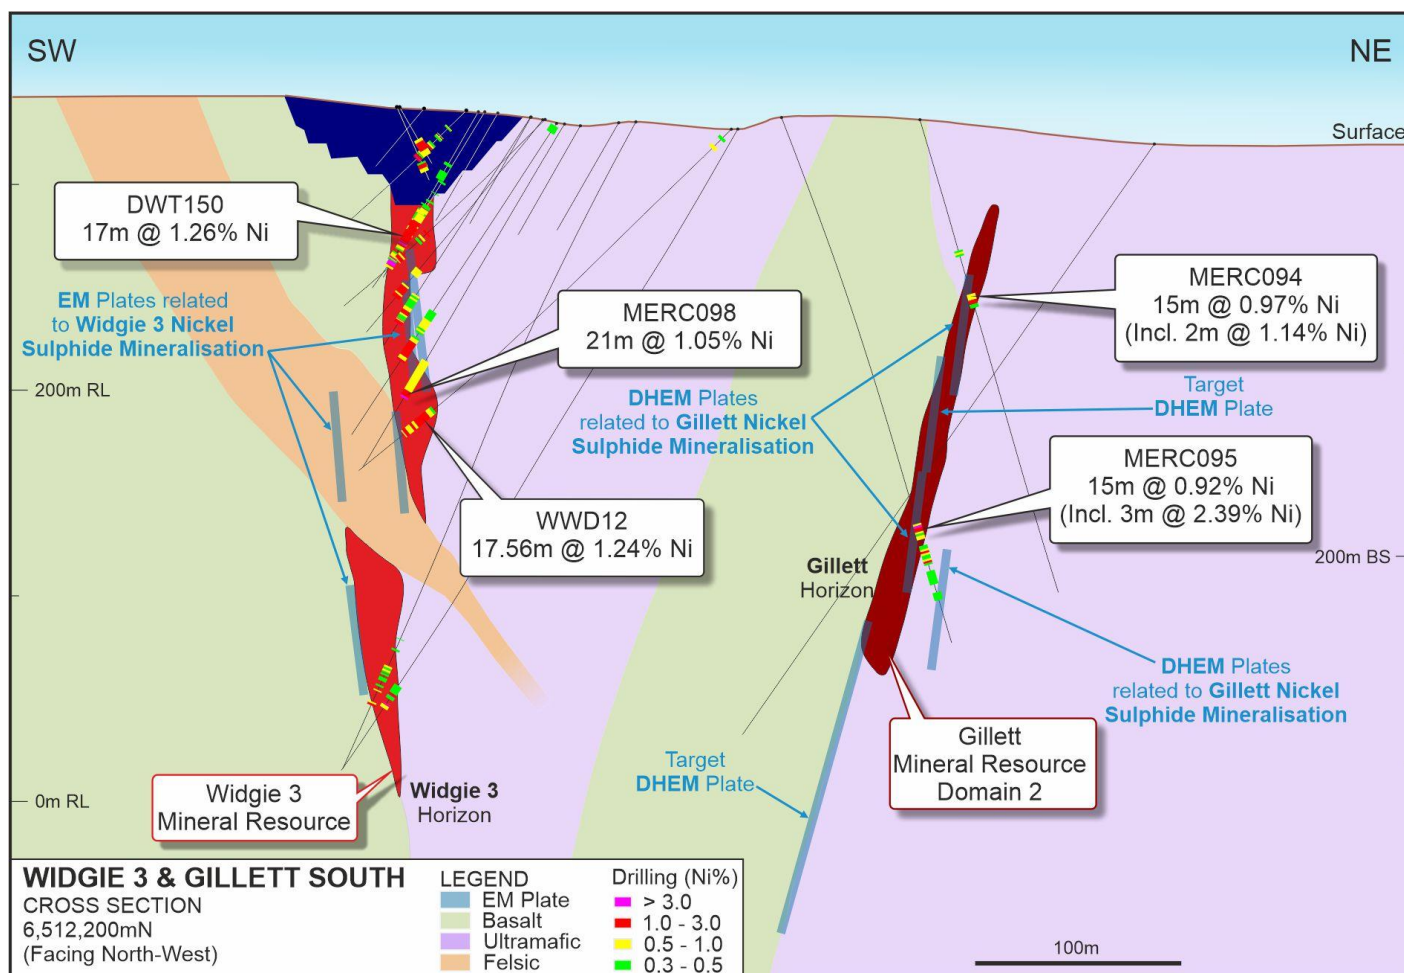 SW
NE
Surface
DWT150
17m @ 1.26% Ni
EM Plates related
to Widgie 3 Nickel
Sulphide Mineralisation
MERC098
21m @ 1.05% Ni
MERC094
15m @ 0.97% Ni
(Incl. 2m @ 1.14% Ni)
200m RL
DHEM Plates
related to Gillett Nickel
Sulphide Mineralisation
Target
DHEM Plate
MERC095
15m @ 0.92% Ni
(Incl. 3m @ 2.39% Ni)
WWD12
17.56m @ 1.24% Ni
200m BS
Gillett
Horizon
DHEM Plates
related to Gillett Nickel
Sulphide Mineralisation
Gillett
Mineral Resource
Domain 2
Target
DHEM Plate
0m RL
Widgie 3
Mineral Resource
Widgie 3
Horizon
WIDGIE 3 & GILLETT SOUTH
CROSS SECTION
6,512,200mN
(Facing North-West)
LEGEND
EM Plate
Basalt
Ultramafic
Felsic
Drilling (Ni%)
> 3.0
1.0 - 3.0
0.5 - 1.0
0.3 - 0.5
100m